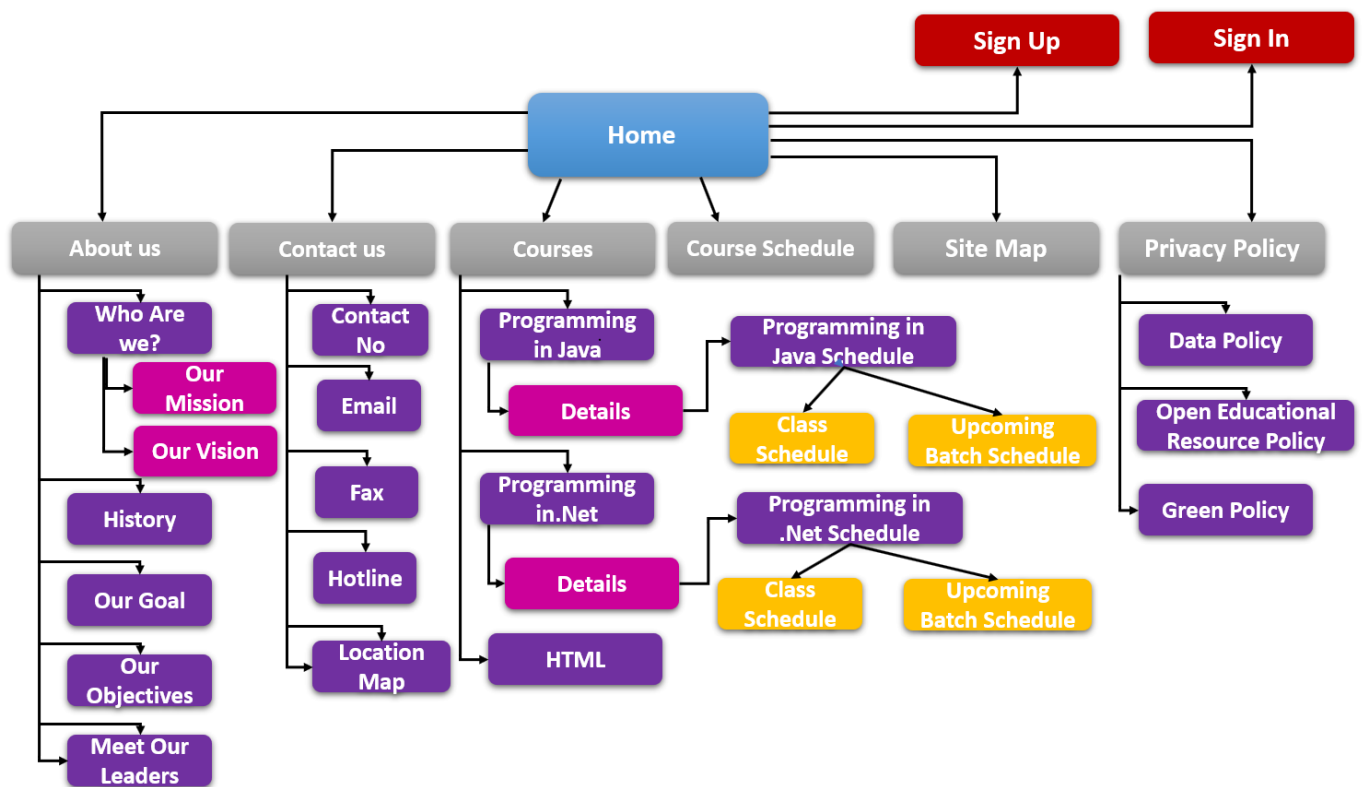 Sign Up
Sign In
Home
About us
Contact us
Courses
Course Schedule
Site Map
Privacy Policy
Who Are
we?
Our
Mission
Our Vision
History
Our Goal
Our
Objectives
Meet Our
Leaders
Contact
No
Email
Fax
Hotline
Location
Map
Programming
in Java
Details
Programming
in.Net
Details
HTML
Programming in
Java Schedule
Class
Schedule
Upcoming
Batch Schedule
Programming in
.Net Schedule
Class
Schedule
Upcoming
Batch Schedule
Data Policy
Open Educational
Resource Policy
Green Policy